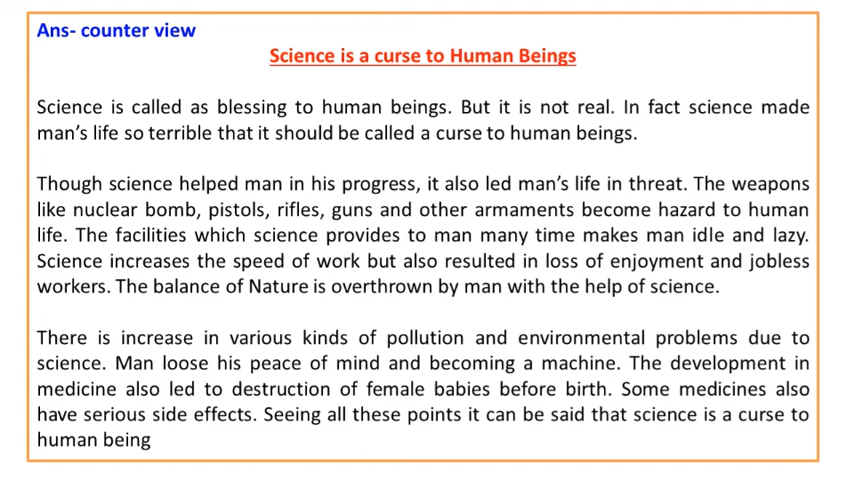 Ans- counter view
Science is a curse to Human Beings
Science is called as blessing to human beings. But it is not real. In fact science made
man's life so terrible that it should be called a curse to human beings.
Though science helped man in his progress, it also led man's life in threat. The weapons
like nuclear bomb, pistols, rifles, guns and other armaments become hazard to human
life. The facilities which science provides to man many time makes man idle and lazy.
Science increases the speed of work but also resulted in loss of enjoyment and jobless
workers. The balance of Nature is overthrown by man with the help of science.
There is increase in various kinds of pollution and environmental problems due to
science. Man loose his peace of mind and becoming a machine. The development in
medicine also led to destruction of female babies before birth. Some medicines also
have serious side effects. Seeing all these points it can be said that science is a curse to
human being